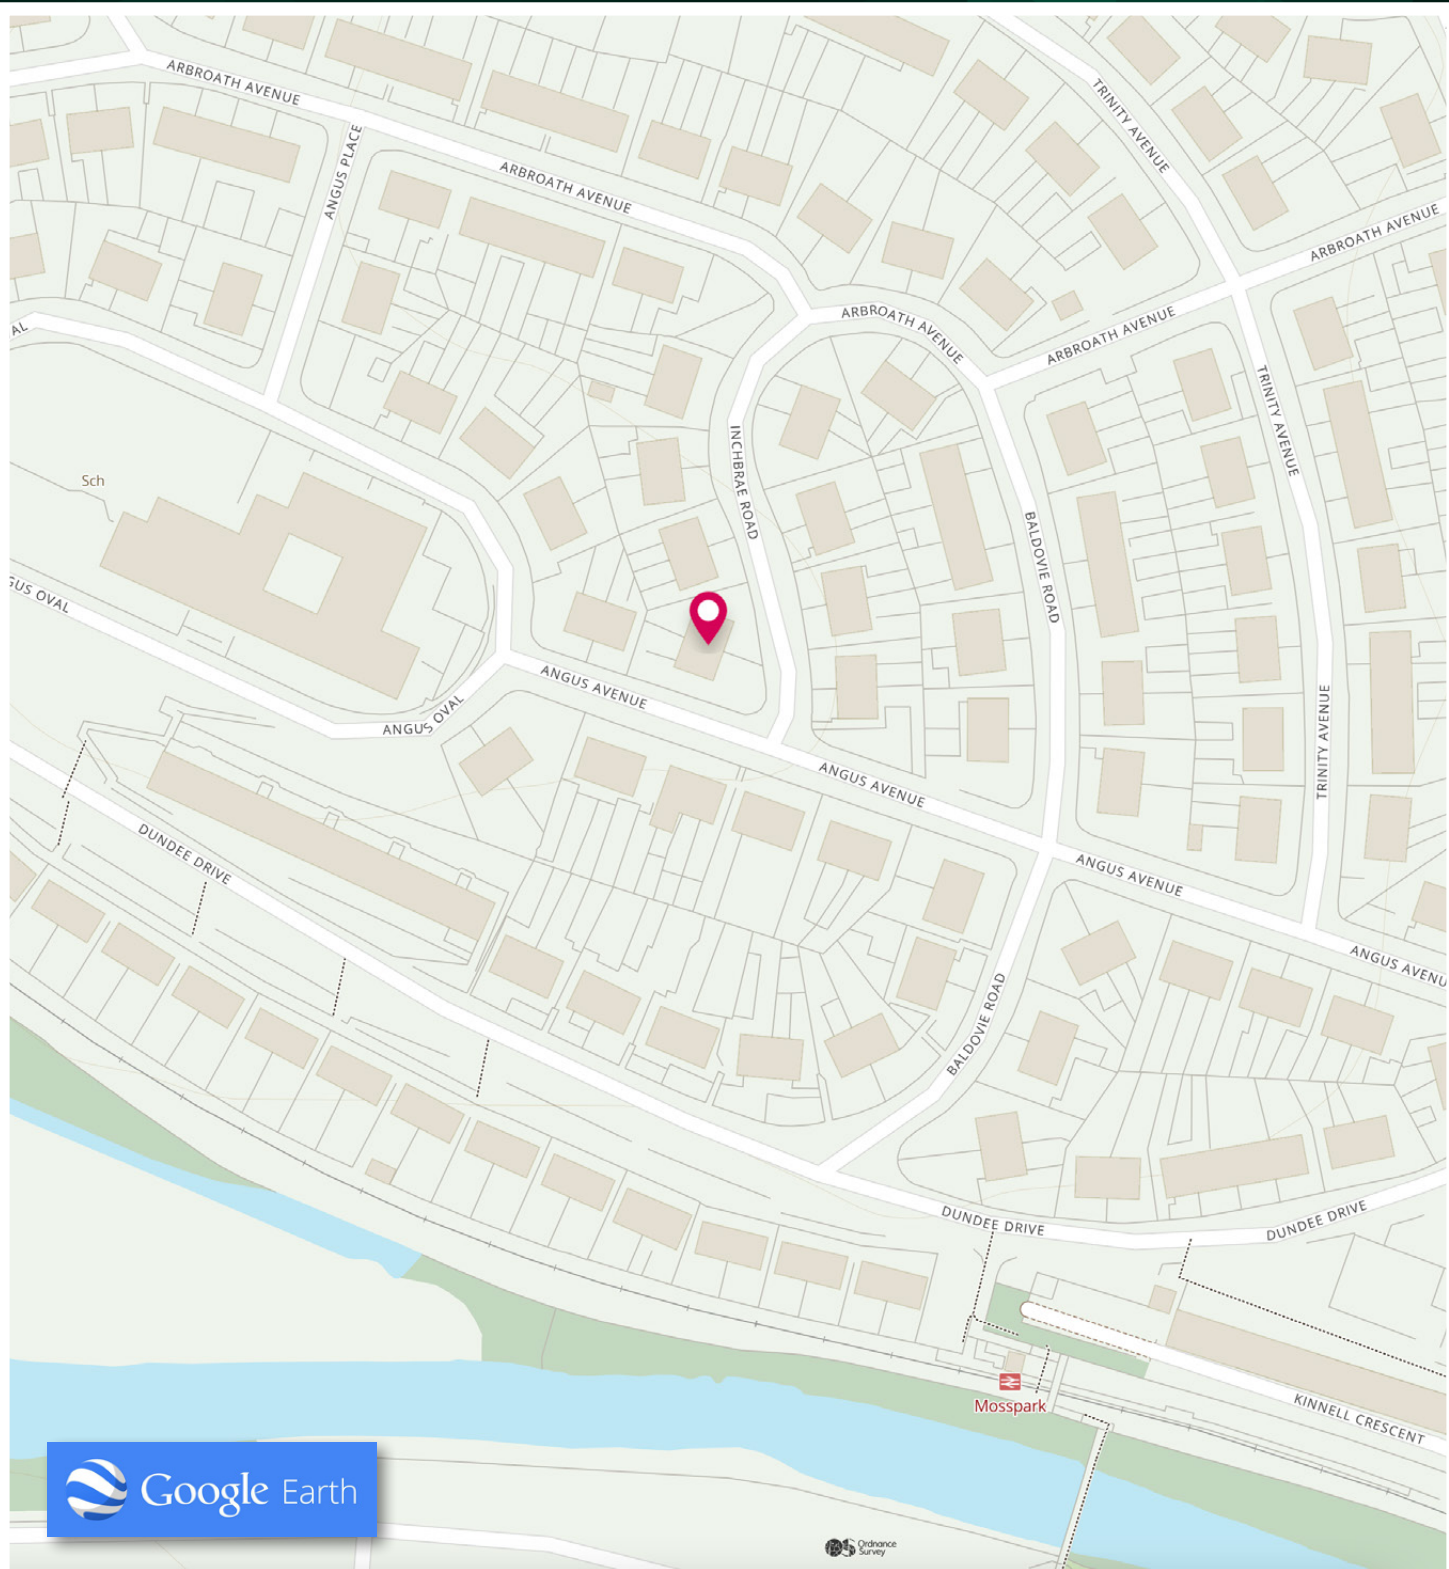 ARBROATH AVENUE
TRINITY AVENUE
ANGUS PLACE
ARBROATH AVENUE
ARBROATH AVENUE
AL
ARBROATH AVENUE
ARBROATH AVENUE
TRINITY AVENUE
INCHBRAE ROAD
Sch
BALDOVIE ROAD
GUS OVAL
ANGUS AVENUE
ANGUS OVAL
TRINITY AVENUE
ANGUS AVENUE
DUNDEE DRIVE
ANGUS AVENUE
ANGUS AVENU
BALDOVIE ROAD
DUNDEE DRIVE
DUNDEE DRIVE
Mosspark
KINNELL CRESCENT
Google Earth
OS Ordnance
Survey